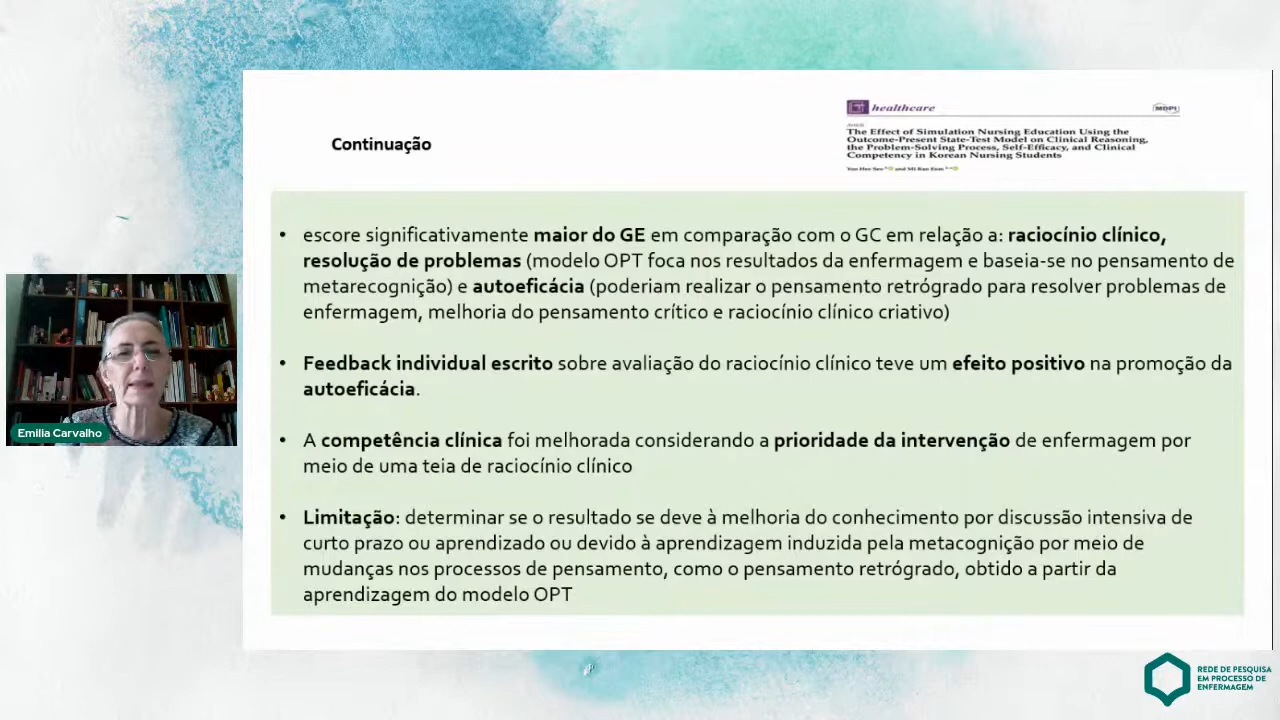 healthcare
MDPI
Article
The Effect of Simulation Nursing Education Using the
Outcome-Present State-Test Model on Clinical Reasoning,
the Problem-Solving Process, Self-Efficacy, and Clinical
Competency in Korean Nursing Students
Continuação
• escore significativamente maior do GE em comparação com o GC em relação a: raciocínio clínico,
resolução de problemas (modelo OPT foca nos resultados da enfermagem e baseia-se no pensamento de
metarecognição) e autoeficácia (poderiam realizar o pensamento retrógrado para resolver problemas de
enfermagem, melhoria do pensamento crítico e raciocínio clínico criativo)
• Feedback individual escrito sobre avaliação do raciocínio clínico teve um efeito positivo na promoção da
autoeficácia.
• A competência clínica foi melhorada considerando a prioridade da intervenção de enfermagem por
meio de uma teia de raciocínio clínico
• Limitação: determinar se o resultado se deve à melhoria do conhecimento por discussão intensiva de
curto prazo ou aprendizado ou devido à aprendizagem induzida pela metacognição por meio de
mudanças nos processos de pensamento, como o pensamento retrógrado, obtido a partir da
aprendizagem do modelo OPT
Emilia Carvalho
REDE DE PESQUISA
EM PROCESSO DE
ENFERMAGEM